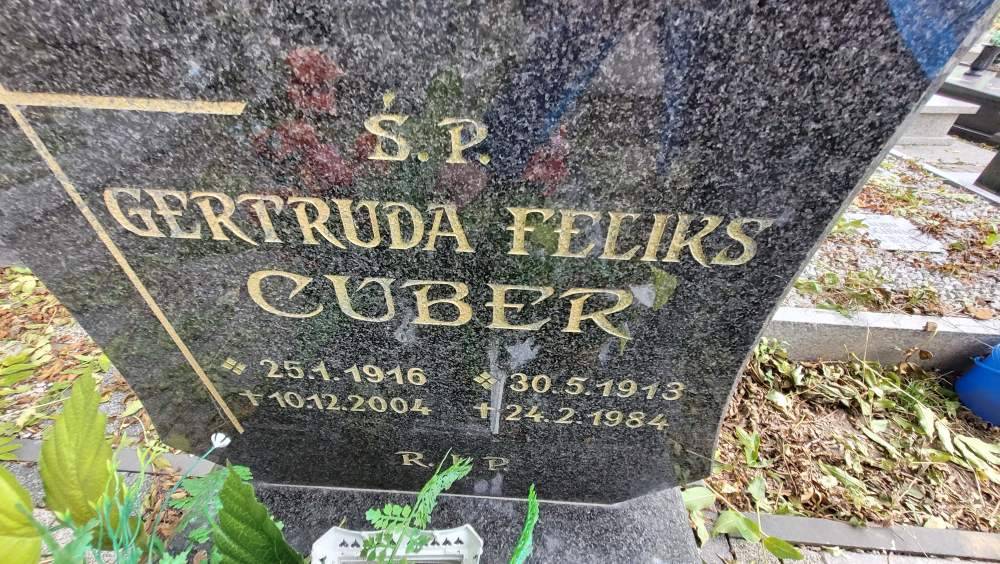 Ś.P.
GERTRUDA FELIKS
CUBER
25.1.1916 30.5.1913
+10.12.2004 +24.2.1984
R.I.P.